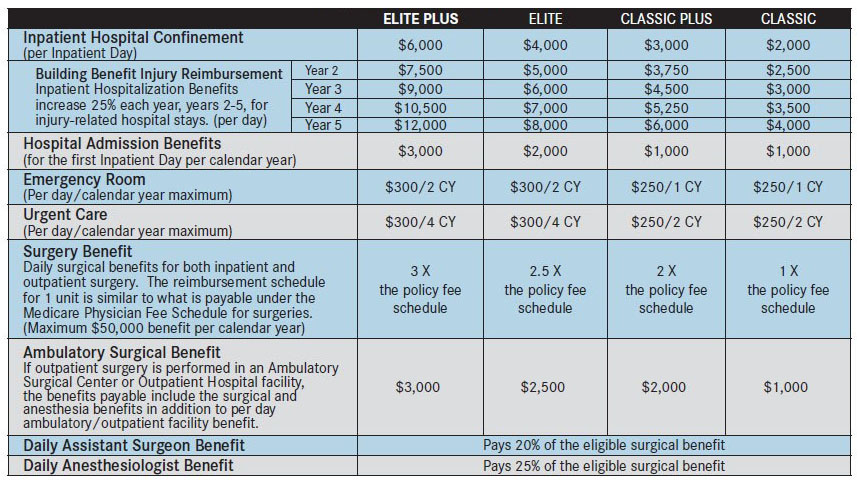 ELITE PLUS ELITE CLASSIC PLUS CLASSIC
Inpatient Hospital Confinement
(per Inpatient Day)
$6,000 $4,000 $3,000 $2,000
Building Benefit Injury Reimbursement
Inpatient Hospitalization Benefits
increase 25% each year, years 2-5, for
injury-related hospital stays. (per day)
Year 2 $7,500 $5,000 $3,750 $2,500
Year 3 $9,000 $6,000 $4,500 $3,000
Year 4 $10,500 $7,000 $5,250 $3,500
Year 5 $12,000 $8,000 $6,000 $4,000
Hospital Admission Benefits
(for the first Inpatient Day per calendar year)
$3,000 $2,000 $1,000 $1,000
Emergency Room
(Per day/calendar year maximum)
$300/2 CY $300/2 CY $250/1 CY $250/1 CY
Urgent Care
(Per day/calendar year maximum)
$300/4 CY $300/4 CY $250/2 CY $250/2 CY
Surgery Benefit
Daily surgical benefits for both inpatient and
outpatient surgery. The reimbursement schedule
for 1 unit is similar to what is payable under the
Medicare Physician Fee Schedule for surgeries.
(Maximum $50,000 benefit per calendar year)
3 X
the policy fee
schedule
2.5 X
the policy fee
schedule
2 X
the policy fee
schedule
1 X
the policy fee
schedule
Ambulatory Surgical Benefit
If outpatient surgery is performed in an Ambulatory
Surgical Center or Outpatient Hospital facility,
the benefits payable include the surgical and
anesthesia benefits in addition to per day
ambulatory/outpatient facility benefit.
$3,000 $2,500 $2,000 $1,000
Daily Assistant Surgeon Benefit Pays 20% of the eligible surgical benefit
Daily Anesthesiologist Benefit Pays 25% of the eligible surgical benefit